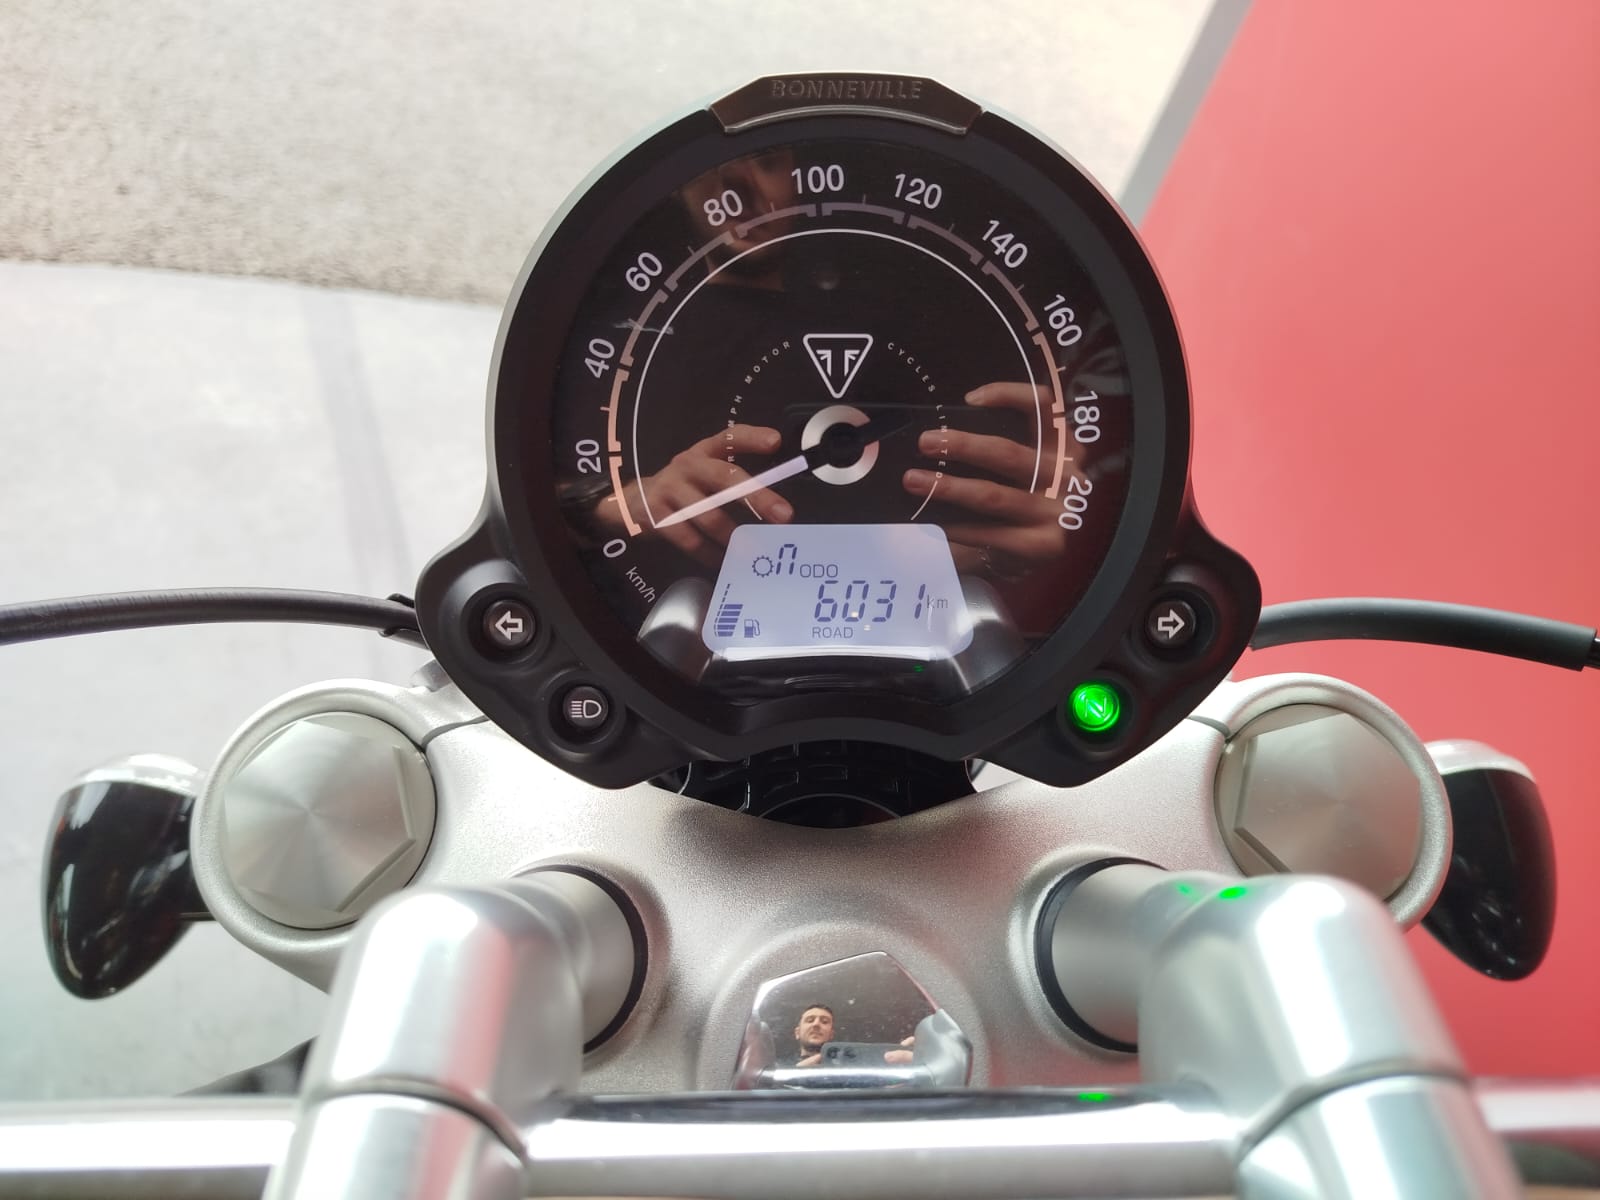 BONNEVILLE
0
20
40
60
80
100
120
140
160
180
200
km/h
TRIUMPH MOTOR CYCLES LIMITED
n ODO
6031 km
ROAD
N